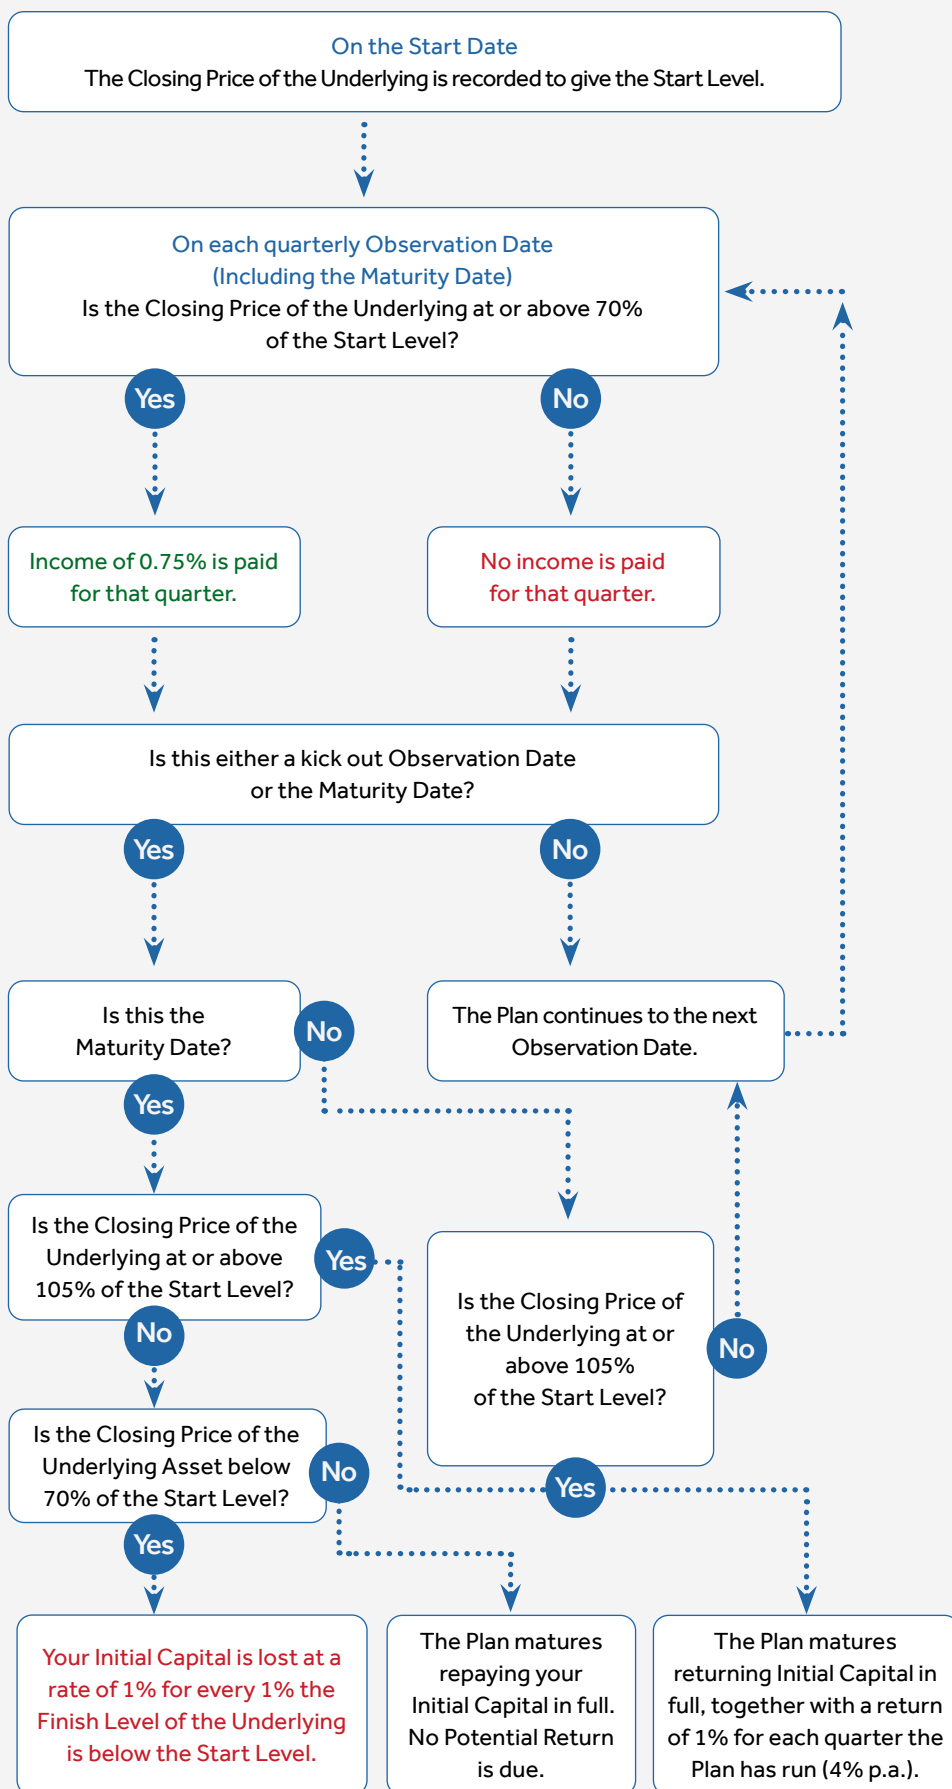 On the Start Date
The Closing Price of the Underlying is recorded to give the Start Level.
On each quarterly Observation Date
(Including the Maturity Date)
Is the Closing Price of the Underlying at or above 70%
of the Start Level?
Yes
No
Income of 0.75% is paid
for that quarter.
No income is paid
for that quarter.
Is this either a kick out Observation Date
or the Maturity Date?
Yes
No
Is this the
Maturity Date?
No
The Plan continues to the next
Observation Date.
Yes
Is the Closing Price of the
Underlying at or above
105% of the Start Level?
Yes
Is the Closing Price of
the Underlying at or
above 105%
of the Start Level?
No
No
Is the Closing Price of the
Underlying Asset below
70% of the Start Level?
No
Yes
Yes
Your Initial Capital is lost at a
rate of 1% for every 1% the
Finish Level of the Underlying
is below the Start Level.
The Plan matures
repaying your
Initial Capital in full.
No Potential Return
is due.
The Plan matures
returning Initial Capital in
full, together with a return
of 1% for each quarter the
Plan has run (4% p.a.).